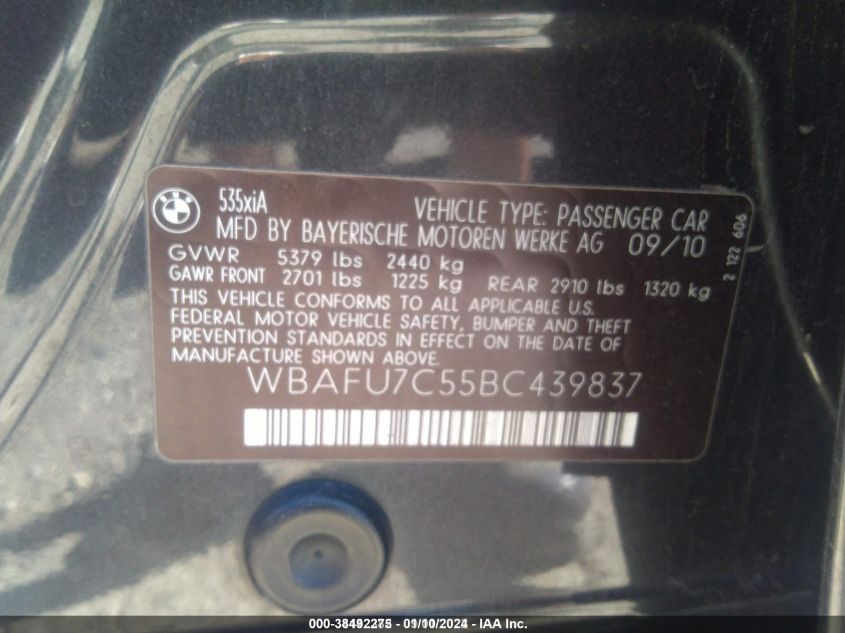 535xiA
VEHICLE TYPE: PASSENGER CAR
MFD BY BAYERISCHE MOTOREN WERKE AG 09/10
GVWR 5379 lbs 2440 kg
GAWR FRONT 2701 lbs 1225 kg REAR 2910 lbs 1320 kg
THIS VEHICLE CONFORMS TO ALL APPLICABLE U.S.
FEDERAL MOTOR VEHICLE SAFETY, BUMPER AND THEFT
PREVENTION STANDARDS IN EFFECT ON THE DATE OF
MANUFACTURE SHOWN ABOVE.
WBAFU7C55BC439837
2 122 606
000-38492275 - 01/10/2024 - IAA, Inc.